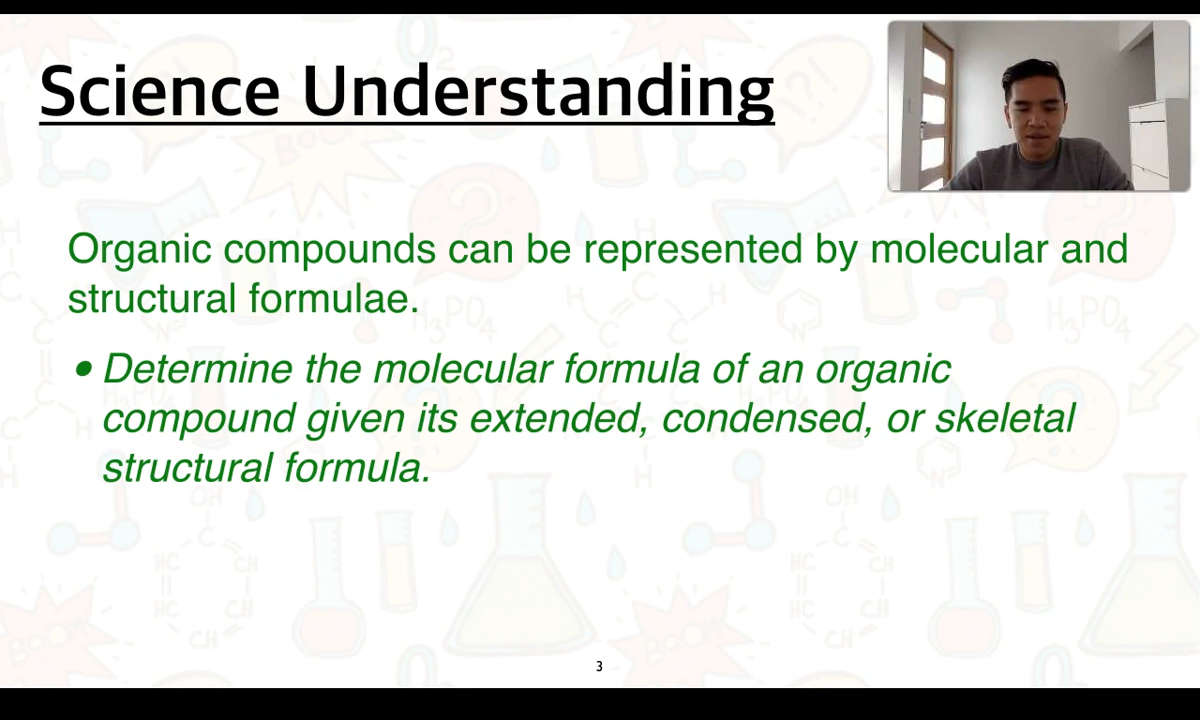 Science Understanding
Organic compounds can be represented by molecular and
structural formulae.
• Determine the molecular formula of an organic
compound given its extended, condensed, or skeletal
structural formula.
3